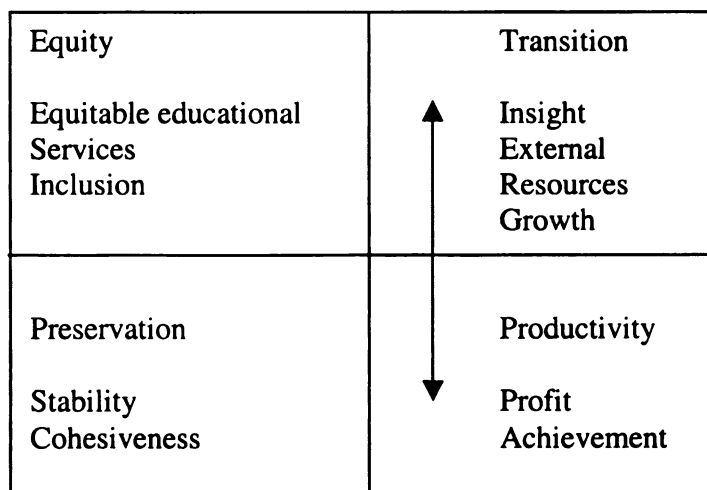 Equity
Equitable educational
Services
Inclusion
Transition
Insight
External
Resources
Growth
Preservation
Stability
Cohesiveness
Productivity
Profit
Achievement